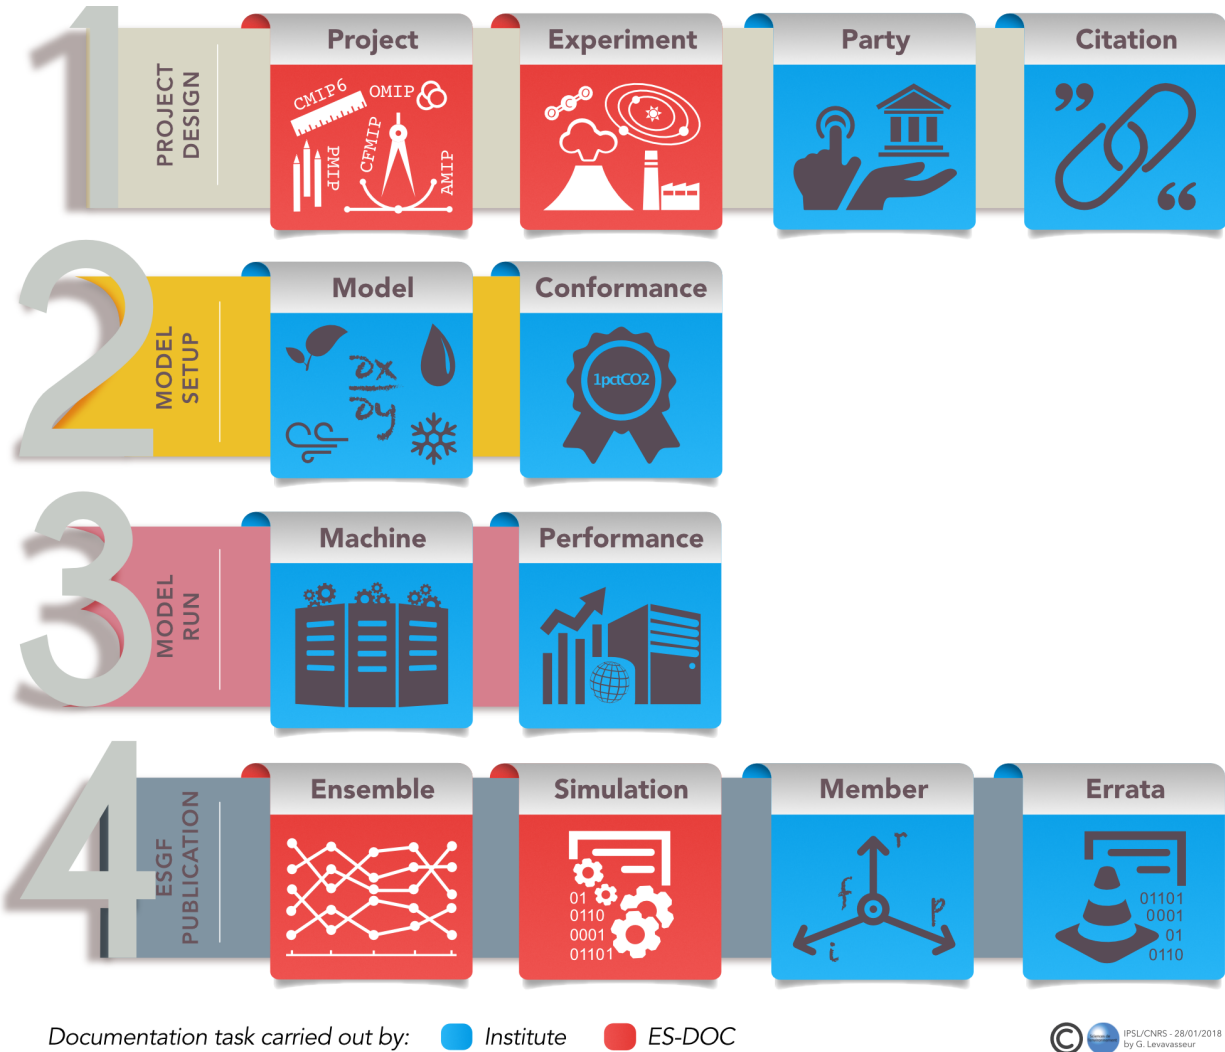 1
PROJECT
DESIGN
Project
CMIP6
OMIP
PMIP
CFMIP
AMIP
Experiment
O C O
Party
Citation
”
“
2
MODEL
SETUP
Model
∂x
∂y
Conformance
1pctCO2
3
MODEL
RUN
Machine
Performance
4
ESGF
PUBLICATION
Ensemble
Simulation
01
0110
0001
01101
Member
r
f
p
i
Errata
01101
0001
01
0110
Documentation task carried out by:
Institute
ES-DOC
© IPSL/CNRS - 28/01/2018
by G. Levavasseur